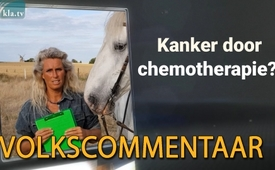 kla.tv
Kanker door
chemotherapie?
VOLKSCOMMENTAAR